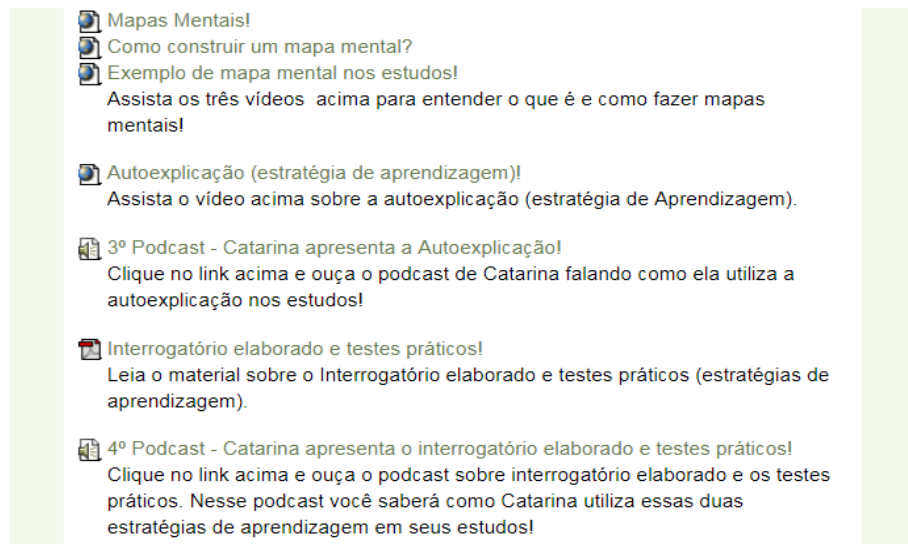 Mapas Mentais!
Como construir um mapa mental?
Exemplo de mapa mental nos estudos!
Assista os três vídeos  acima para entender o que é e como fazer mapas
mentais!
Autoexplicação (estratégia de aprendizagem)!
Assista o vídeo acima sobre a autoexplicação (estratégia de Aprendizagem).
3º Podcast - Catarina apresenta a Autoexplicação!
Clique no link acima e ouça o podcast de Catarina falando como ela utiliza a
autoexplicação nos estudos!
Interrogatório elaborado e testes práticos!
Leia o material sobre o Interrogatório elaborado e testes práticos (estratégias de
aprendizagem).
4º Podcast - Catarina apresenta o interrogatório elaborado e testes práticos!
Clique no link acima e ouça o podcast sobre interrogatório elaborado e os testes
práticos. Nesse podcast você saberá como Catarina utiliza essas duas
estratégias de aprendizagem em seus estudos!